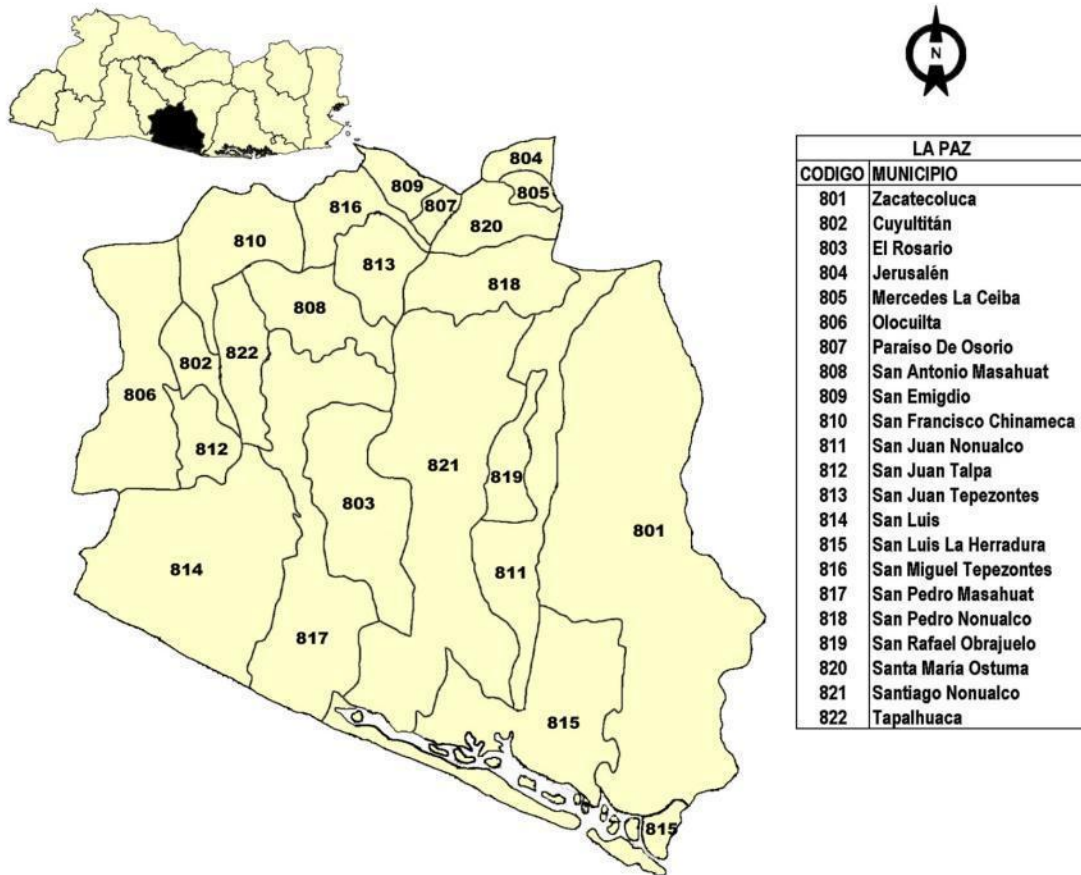 N
LA PAZ
CODIGO MUNICIPIO
801 Zacatecoluca
802 Cuyultitán
803 El Rosario
804 Jerusalén
805 Mercedes La Ceiba
806 Olocuilta
807 Paraíso De Osorio
808 San Antonio Masahuat
809 San Emigdio
810 San Francisco Chinameca
811 San Juan Nonualco
812 San Juan Talpa
813 San Juan Tepezontes
814 San Luis
815 San Luis La Herradura
816 San Miguel Tepezontes
817 San Pedro Masahuat
818 San Pedro Nonualco
819 San Rafael Obrajuelo
820 Santa María Ostuma
821 Santiago Nonualco
822 Tapalhuaca
804
809
805
807
816
810
820
813
818
808
822
802
806
812
821
819
803
801
814
811
817
815
815